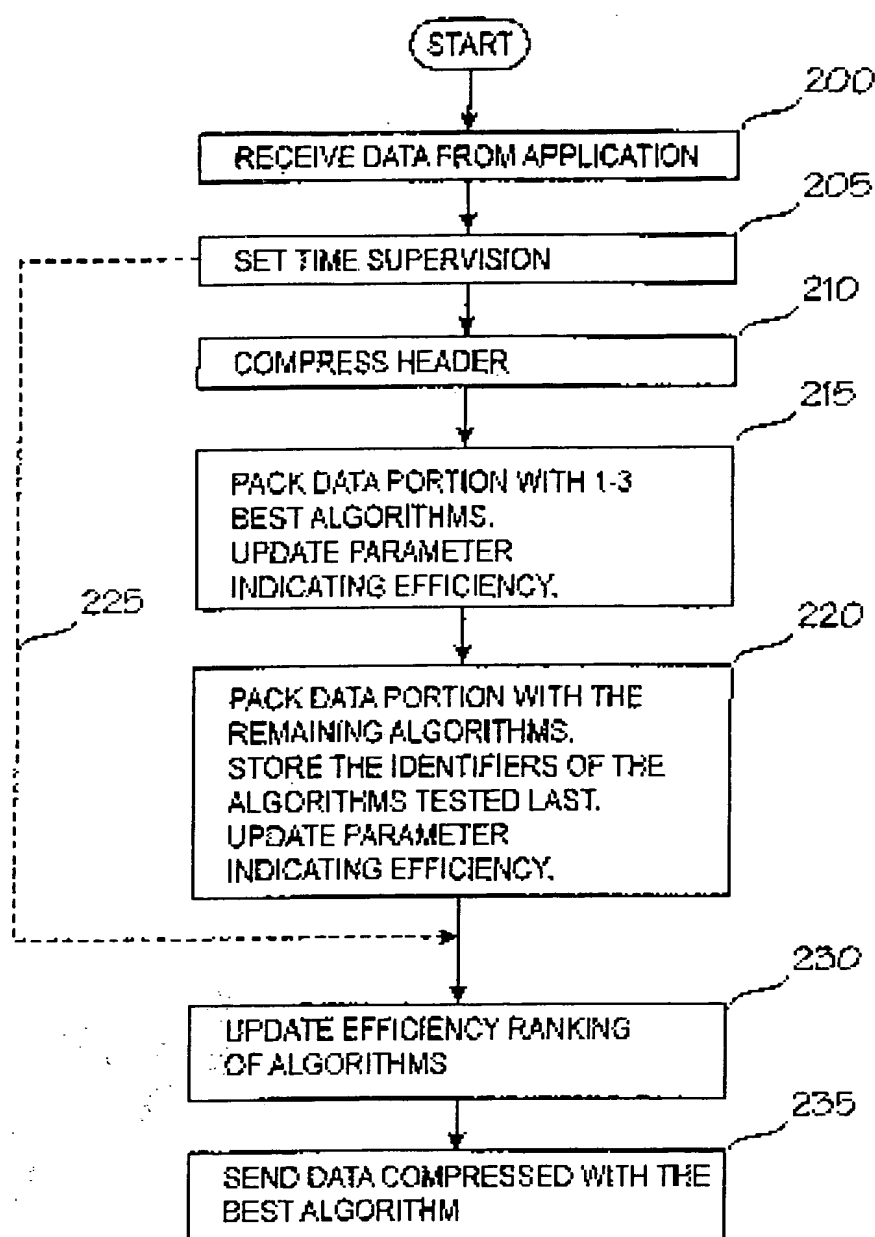 START
200
RECEIVE DATA FROM APPLICATION
205
SET TIME SUPERVISION
210
COMPRESS HEADER
215
PACK DATA PORTION WITH 1-3
BEST ALGORITHMS.
UPDATE PARAMETER
INDICATING EFFICIENCY.
225
220
PACK DATA PORTION WITH THE
REMAINING ALGORITHMS.
STORE THE IDENTIFIERS OF THE
ALGORITHMS TESTED LAST.
UPDATE PARAMETER
INDICATING EFFICIENCY.
230
UPDATE EFFICIENCY RANKING
OF ALGORITHMS
235
SEND DATA COMPRESSED WITH THE
BEST ALGORITHM